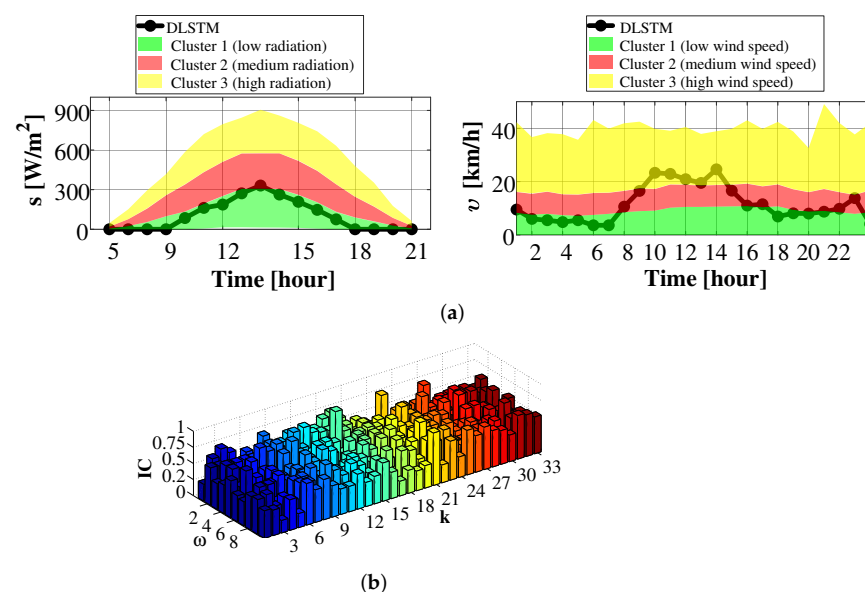 DLSTM
Cluster 1 (low radiation)
Cluster 2 (medium radiation)
Cluster 3 (high radiation)
900
600
300
0
s [W/m²]
5 9 12 15 18 21
Time [hour]
DLSTM
Cluster 1 (low wind speed)
Cluster 2 (medium wind speed)
Cluster 3 (high wind speed)
40
20
0
v [km/h]
2 4 6 8 10 12 14 16 18 20 22
Time [hour]
(a)
1
0.75
0.5
0.2
0
IC
2
4
6
8
ω
3 6 9 12 15 18 21 24 27 30 33
k
(b)